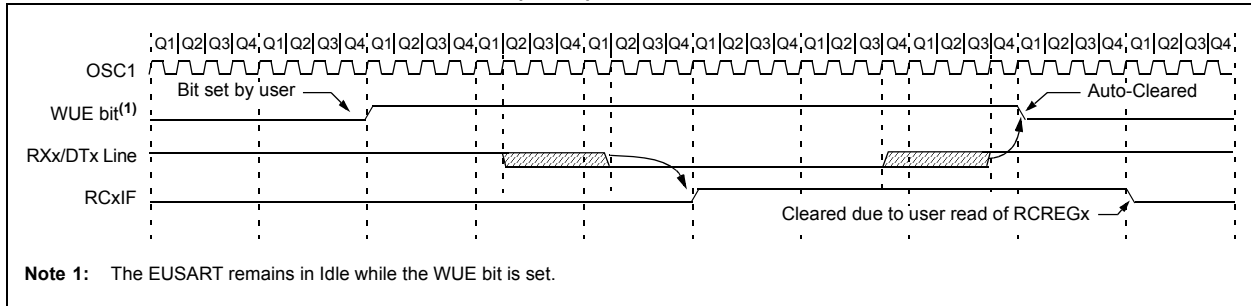 Q1 Q2 Q3 Q4 Q1 Q2 Q3 Q4 Q1 Q2 Q3 Q4 Q1 Q2 Q3 Q4 Q1 Q2 Q3 Q4 Q1 Q2 Q3 Q4 Q1 Q2 Q3 Q4 Q1 Q2 Q3 Q4 Q1 Q2 Q3 Q4 Q1 Q2 Q3 Q4
OSC1
Bit set by user
Auto-Cleared
WUE bit(1)
RXx/DTx Line
RCxIF
Cleared due to user read of RCREGx
Note 1: The EUSART remains in Idle while the WUE bit is set.